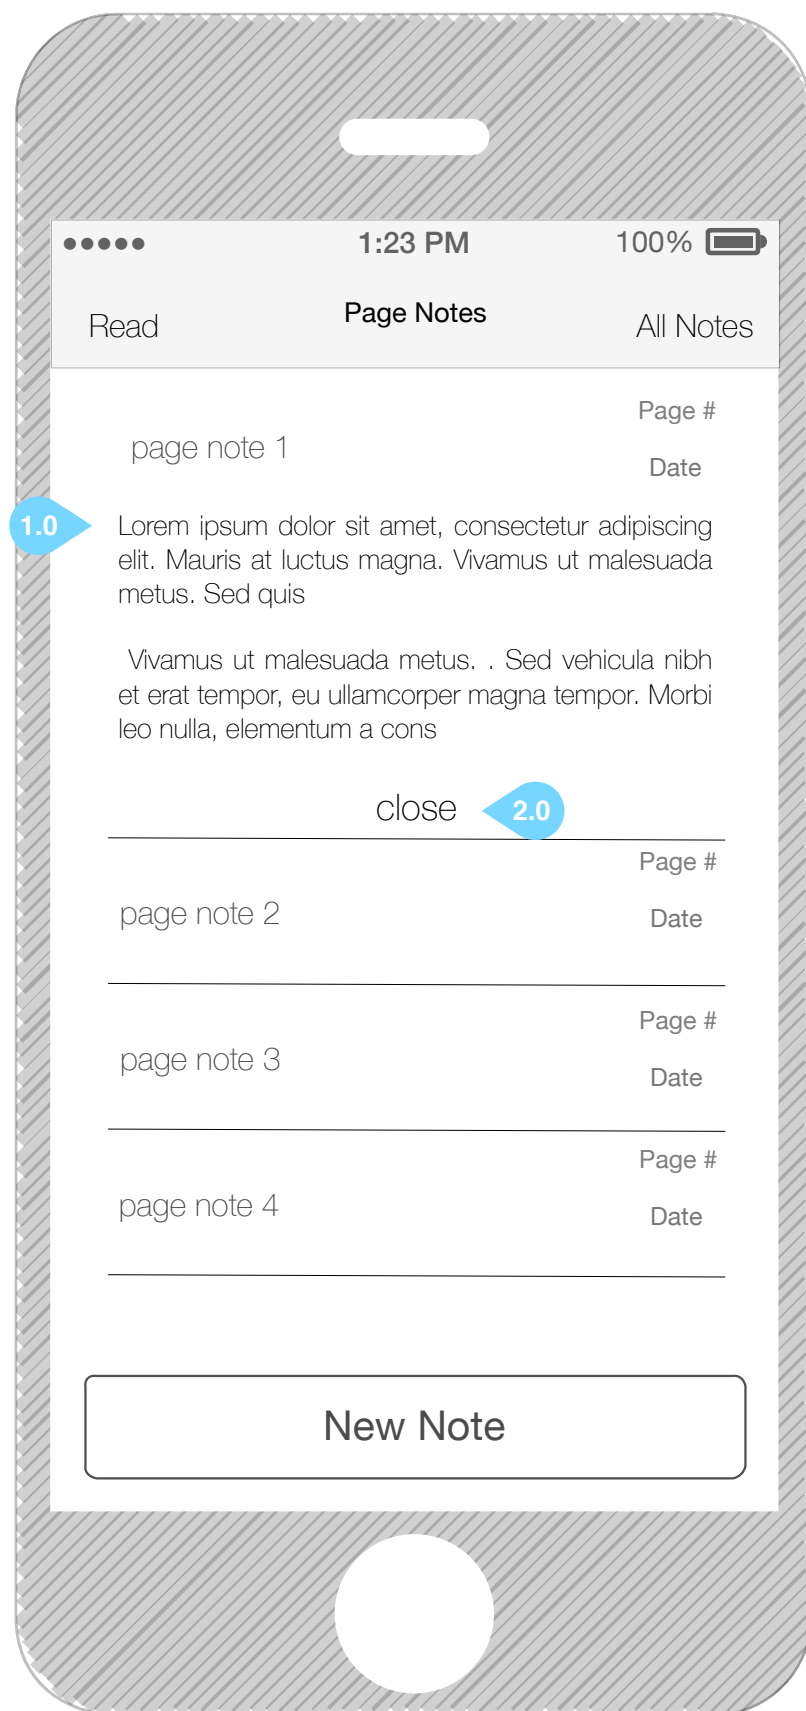 1:23 PM 100%
Read Page Notes All Notes
Page #
page note 1
Date
1.0 Lorem ipsum dolor sit amet, consectetur adipiscing
elit. Mauris at luctus magna. Vivamus ut malesuada
metus. Sed quis
Vivamus ut malesuada metus. . Sed vehicula nibh
et erat tempor, eu ullamcorper magna tempor. Morbi
leo nulla, elementum a cons
close 2.0
Page #
page note 2
Date
Page #
page note 3
Date
Page #
page note 4
Date
New Note